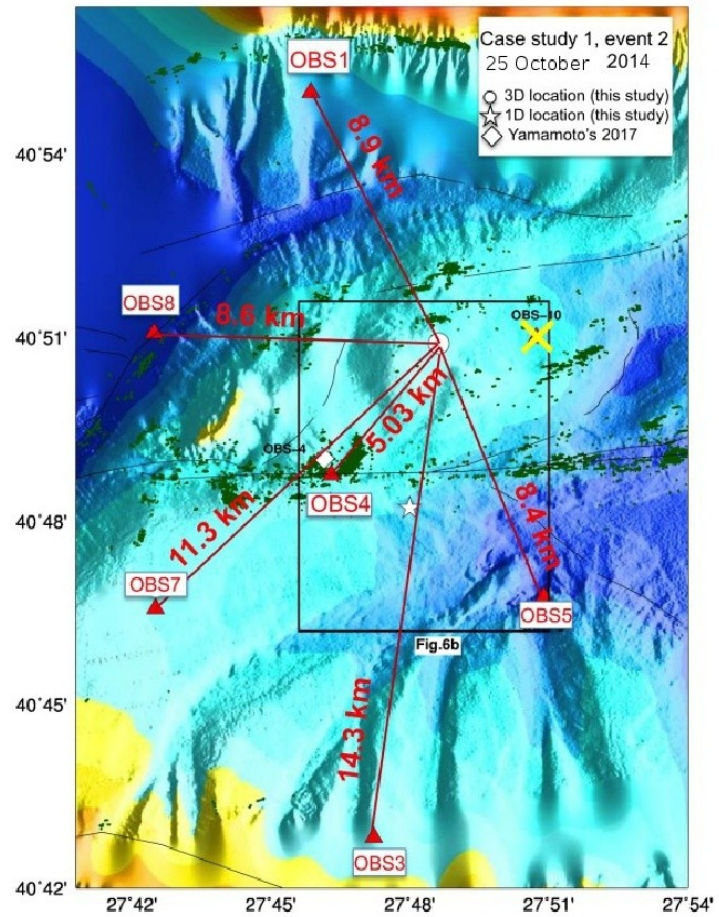 Case study 1, event 2
25 October 2014
3D location (this study)
1D location (this study)
Yamamoto's 2017
OBS1
8.9 km
40°54'
OBS8
8.6 km
OBS-10
40°51'
5.03 km
OBS-4
OBS4
40°48'
11.3 km
8.4 km
OBS7
OBS5
Fig.6b
40°45'
14.3 km
OBS3
40°42'
27°42' 27°45' 27°48' 27°51' 27°54'